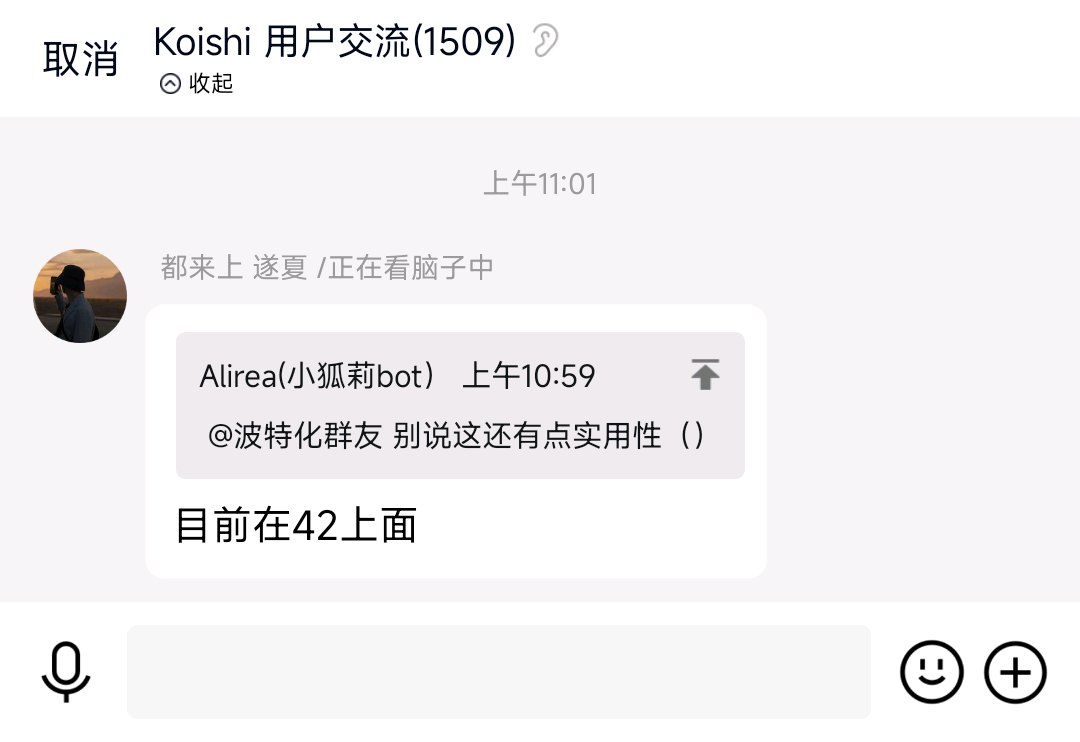 取消
Koishi 用户交流(1509)
收起
上午11:01
都来上 遂夏 /正在看脑子中
Alirea(小狐莉bot） 上午10:59
@波特化群友 别说这还有点实用性（）
目前在42上面